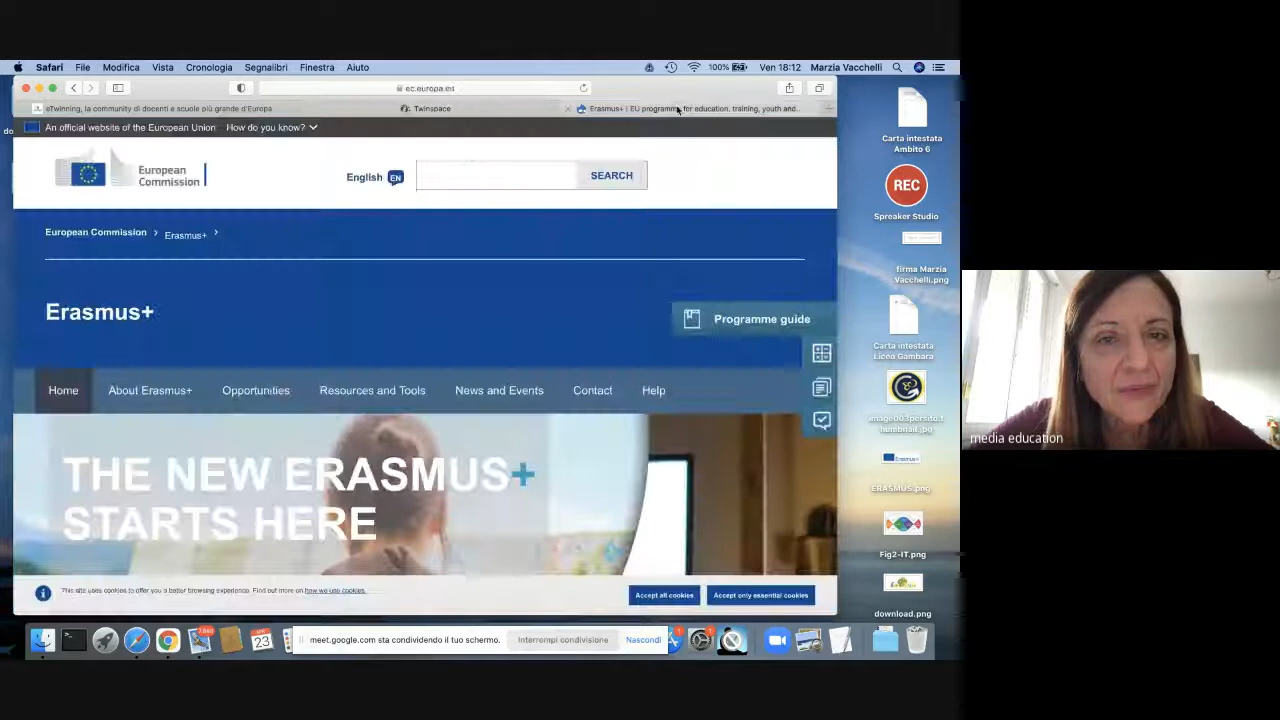 Safari File Modifica Vista Cronologia Segnalibri Finestra Aiuto
100% Ven 18:12 Marzia Vacchelli
ec.europa.eu
eTwinning, la community di docenti e scuole più grande d'Europa
Twinspace
Erasmus+ | EU programme for education, training, youth and...
An official website of the European Union How do you know?
European
Commission
English EN
SEARCH
European Commission
Erasmus+
Erasmus+
Programme guide
Home About Erasmus+ Opportunities Resources and Tools News and Events Contact Help
THE NEW ERASMUS+
STARTS HERE
This site uses cookies to offer you a better browsing experience. Find out more on how we use cookies.
Accept all cookies
Accept only essential cookies
meet.google.com sta condividendo il tuo schermo.
Interrompi condivisione
Nascondi
23
Carta intestata
Ambito 6
REC
Spreaker Studio
firma Marzia
Vacchelli.png
Carta intestata
Liceo Gambara
Erasmus+
ERASMUS.png
Fig2-IT.png
download.png
media education